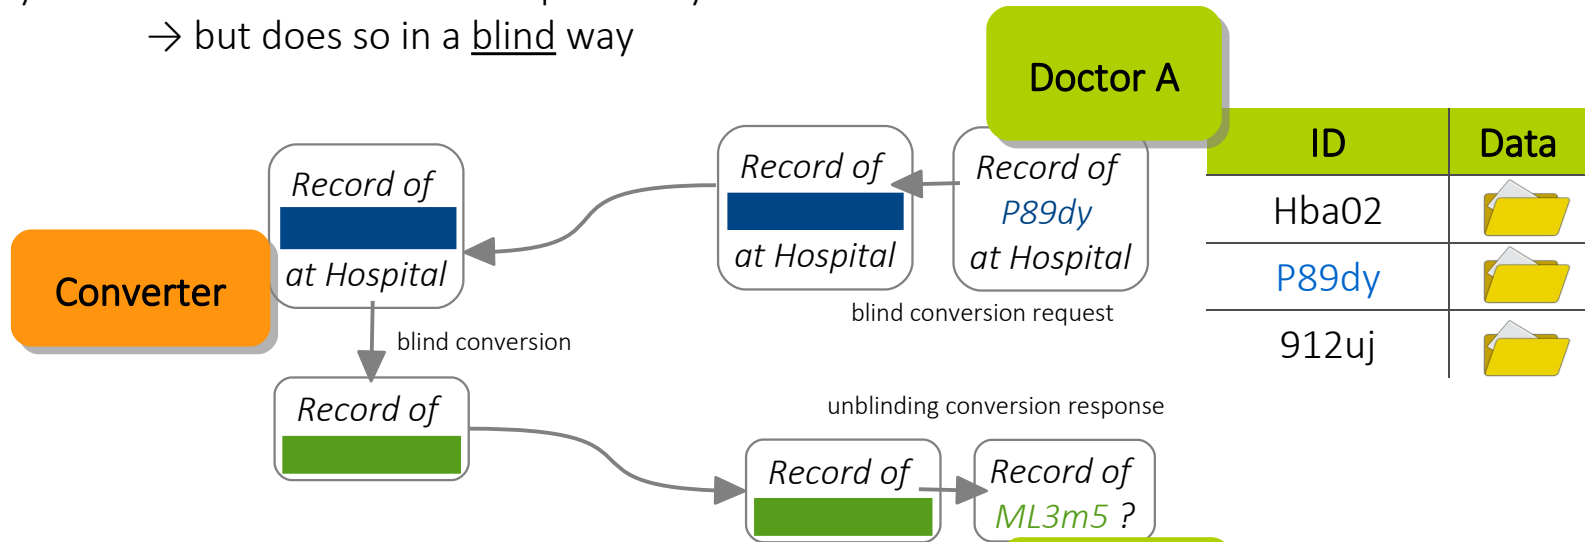 → but does so in a blind way
Doctor A
ID Data
Hba02
P89dy
912uj
Record of
P89dy
at Hospital
Record of
at Hospital
blind conversion request
Record of
at Hospital
Converter
blind conversion
Record of
unblinding conversion response
Record of
Record of
ML3m5 ?